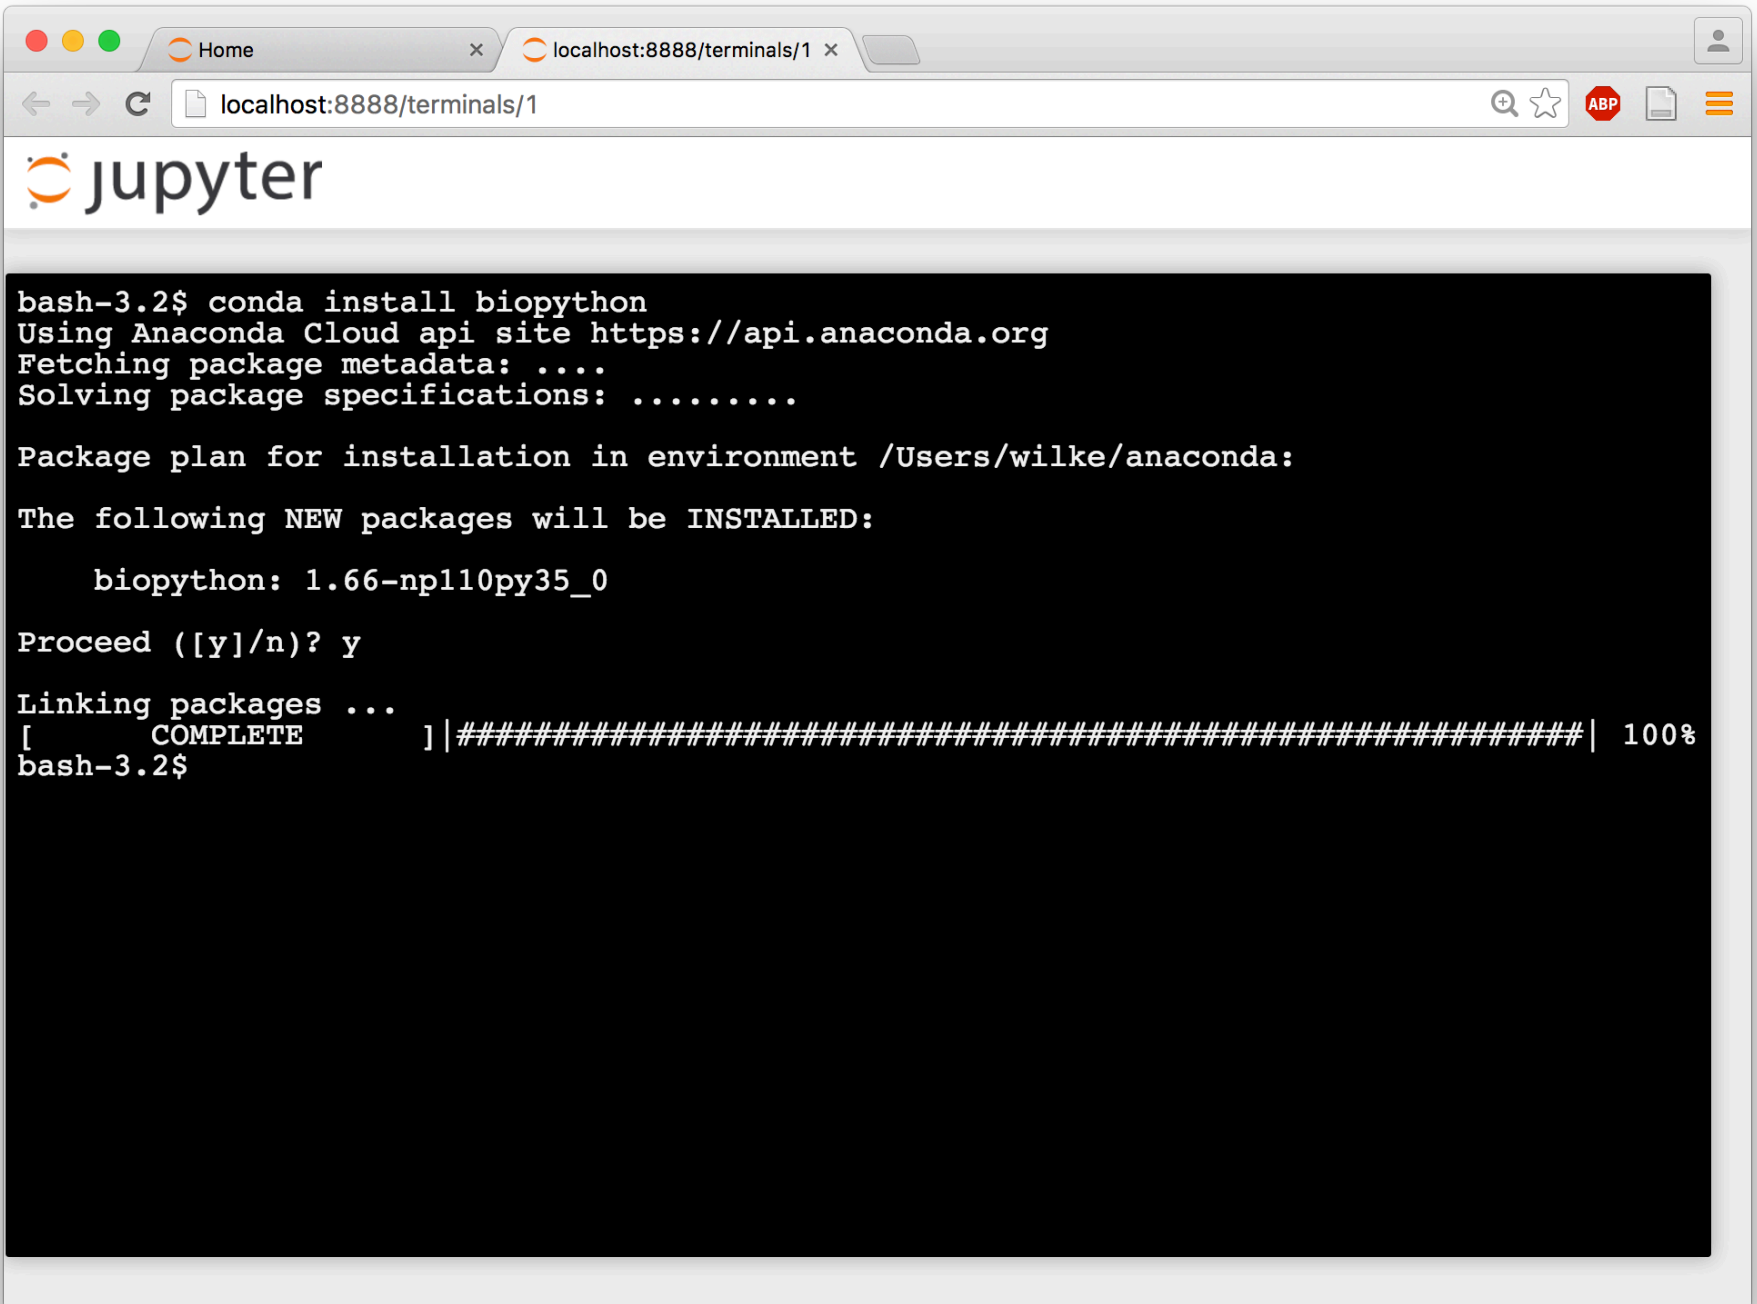 Home
localhost:8888/terminals/1
localhost:8888/terminals/1
ABP
jupyter
bash-3.2$ conda install biopython
Using Anaconda Cloud api site https://api.anaconda.org
Fetching package metadata: ....
Solving package specifications: .........
Package plan for installation in environment /Users/wilke/anaconda:
The following NEW packages will be INSTALLED:
    biopython: 1.66-np110py35_0
Proceed ([y]/n)? y
Linking packages ...
[      COMPLETE      ]|###########################################################| 100%
bash-3.2$